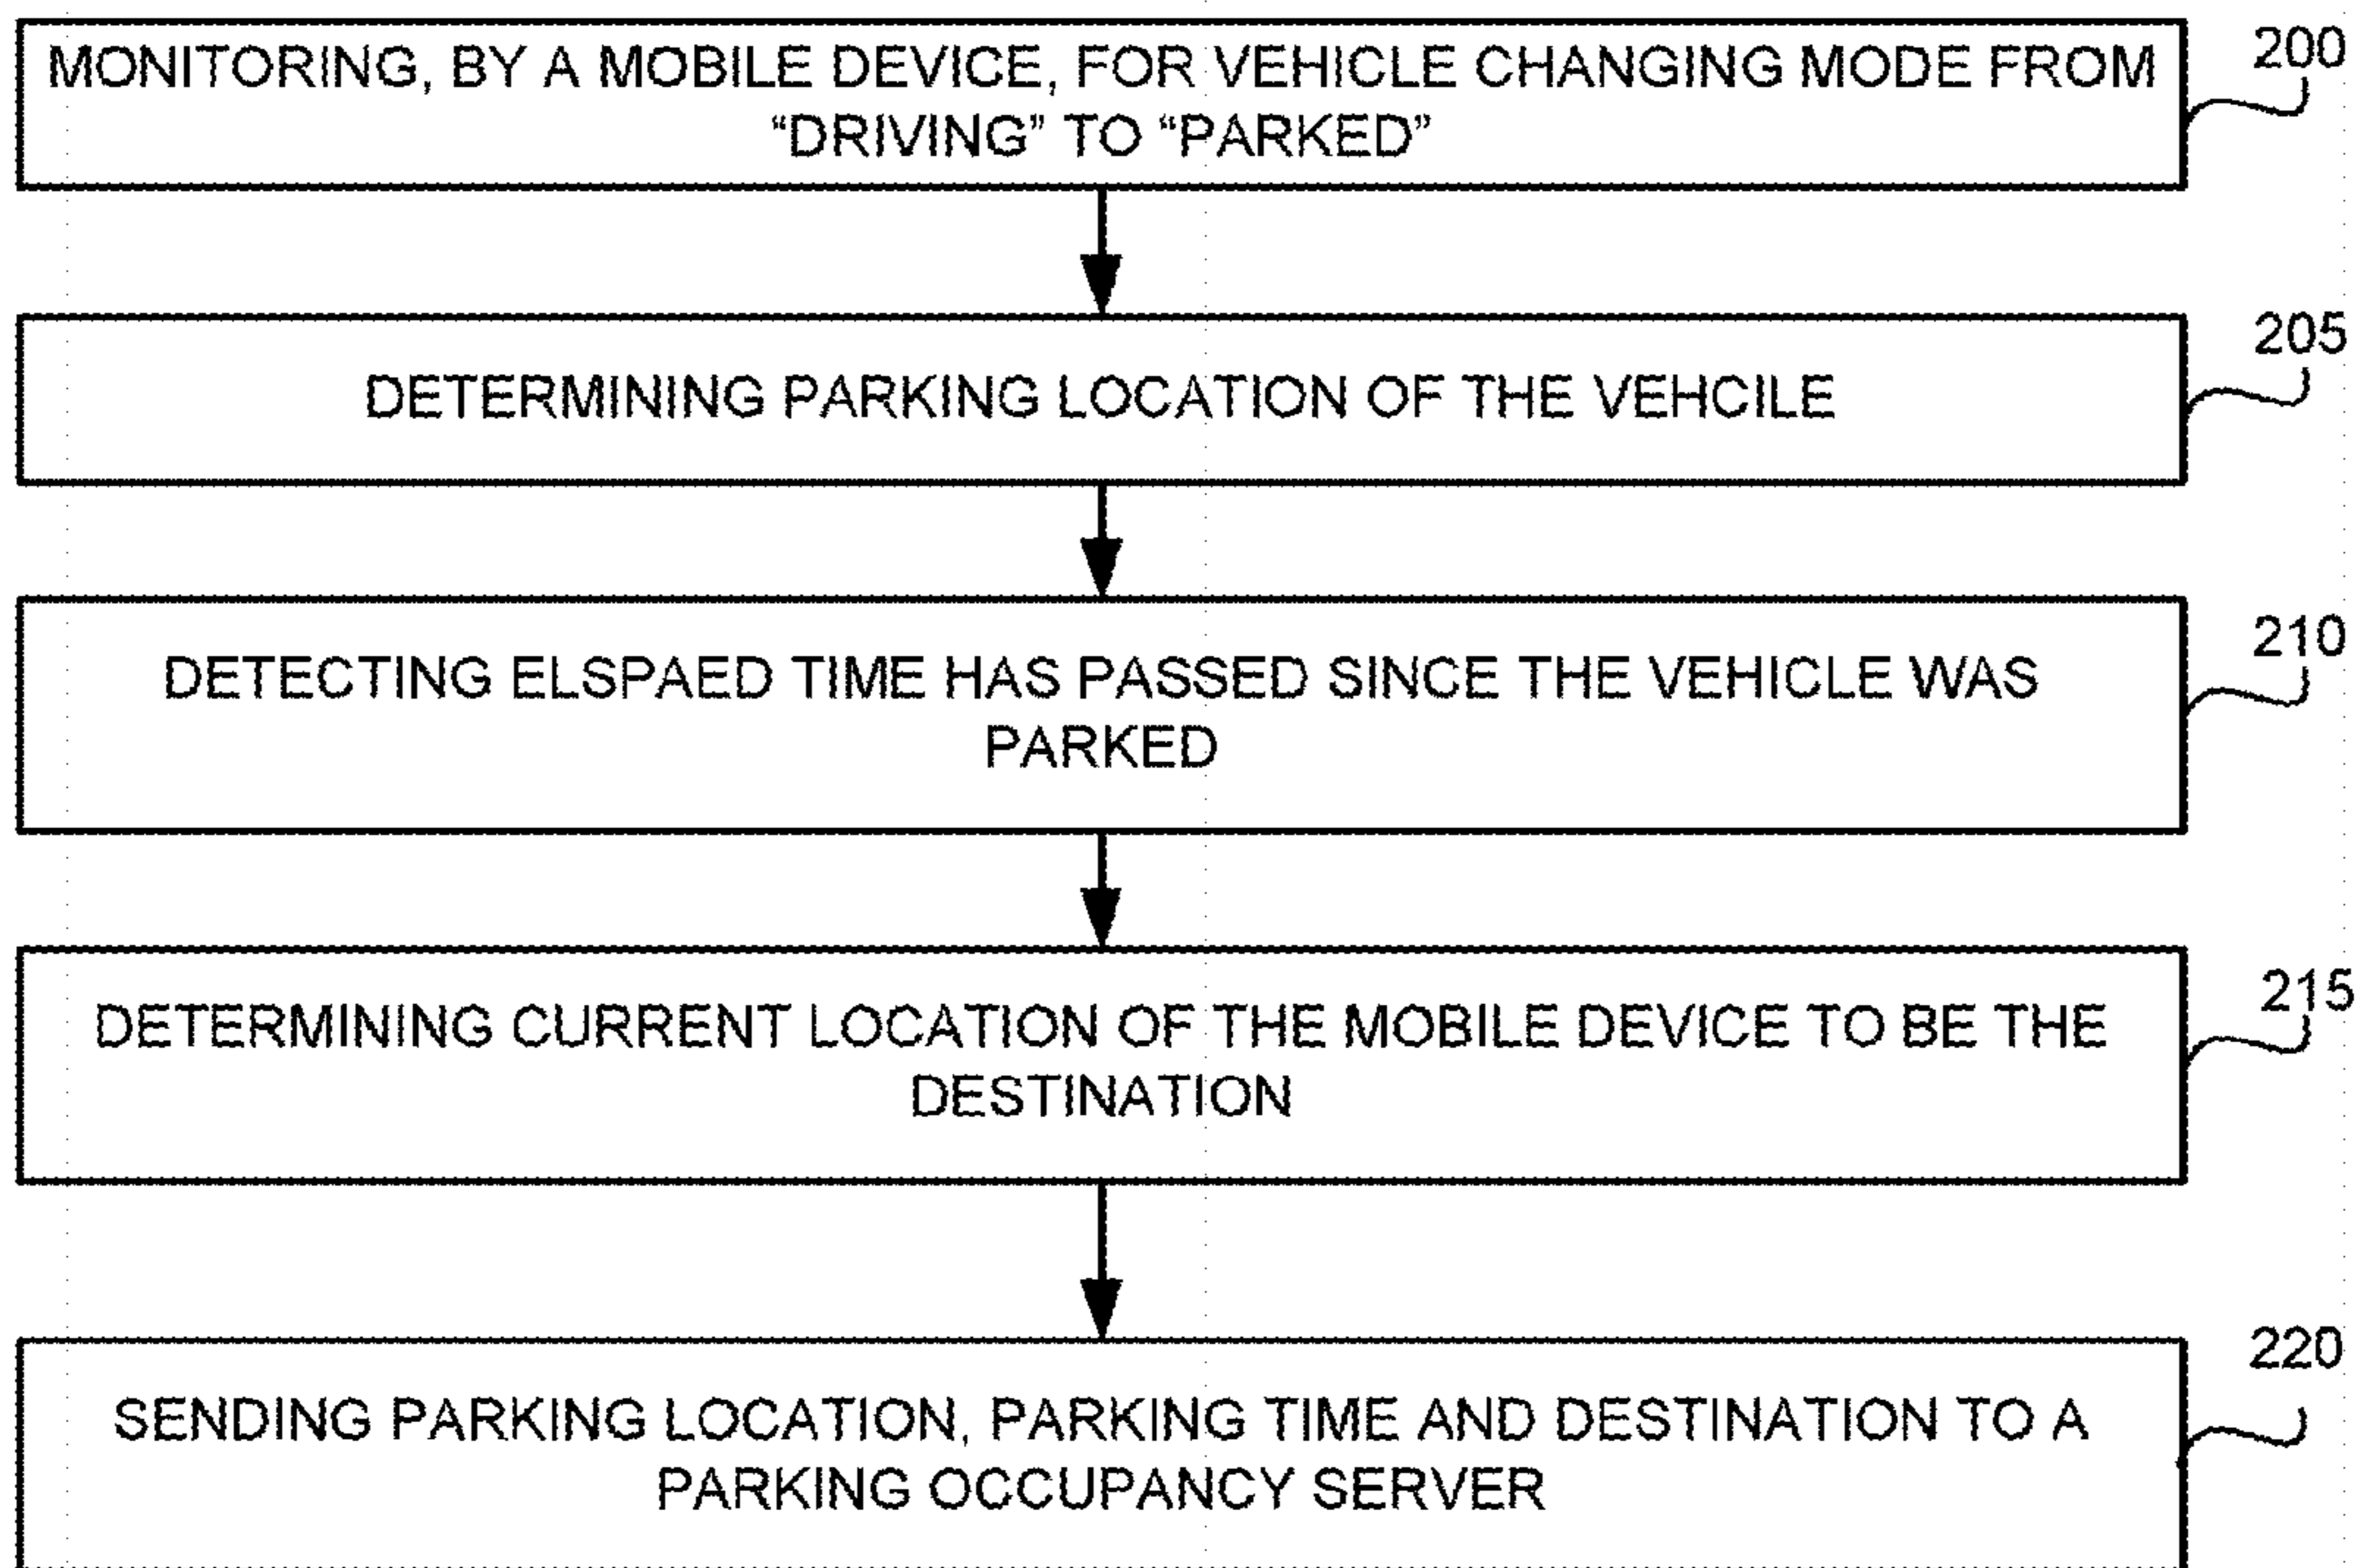 MONITORING, BY A MOBILE DEVICE, FOR VEHICLE CHANGING MODE FROM
“DRIVING” TO “PARKED”
200
DETERMINING PARKING LOCATION OF THE VEHCILE
205
DETECTING ELSPAED TIME HAS PASSED SINCE THE VEHICLE WAS
PARKED
210
DETERMINING CURRENT LOCATION OF THE MOBILE DEVICE TO BE THE
DESTINATION
215
SENDING PARKING LOCATION, PARKING TIME AND DESTINATION TO A
PARKING OCCUPANCY SERVER
220